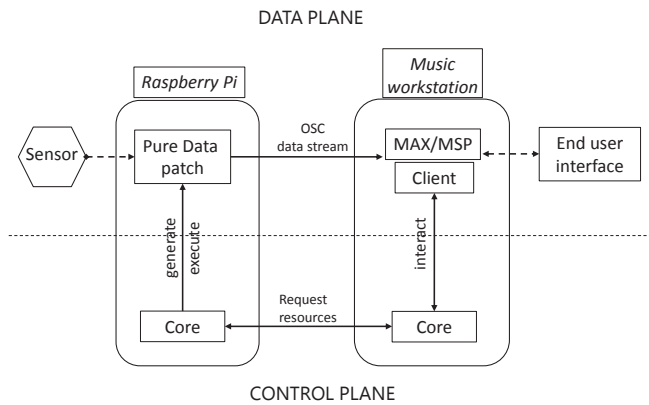 DATA PLANE
Raspberry Pi
Music
workstation
Sensor
Pure Data
patch
OSC
data stream
MAX/MSP
Client
End user
interface
generate
execute
interact
Core
Request
resources
Core
CONTROL PLANE